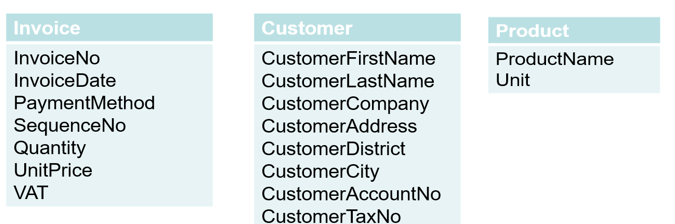 Invoice
InvoiceNo
InvoiceDate
PaymentMethod
SequenceNo
Quantity
UnitPrice
VAT
Customer
CustomerFirstName
CustomerLastName
CustomerCompany
CustomerAddress
CustomerDistrict
CustomerCity
CustomerAccountNo
CustomerTaxNo
Product
ProductName
Unit